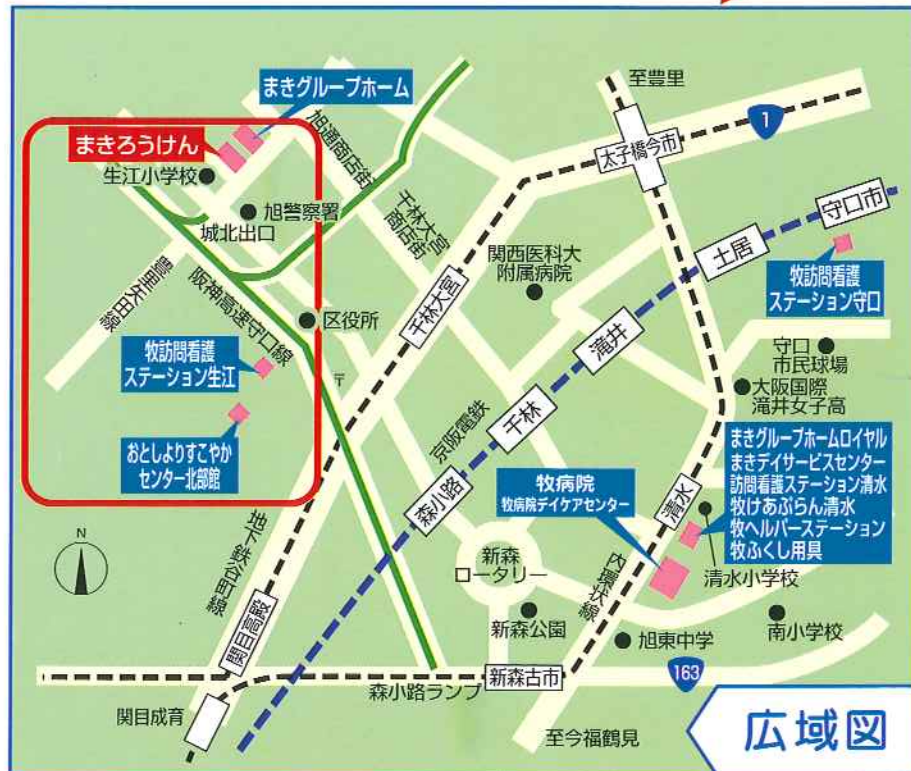 まきグループホーム
まきろうけん
生江小学校
旭通商店街
至豊里
1
太子橋今市
守口市
旭警察署
城北出口
千林大宮
商店街
関西医科大
附属病院
土居
牧訪問看護
ステーション守口
豊里矢田線
阪神高速守口線
区役所
千林大宮
滝井
守口
市民球場
大阪国際
滝井女子高
牧訪問看護
ステーション生江
〒
京阪電鉄
千林
おとしよりすこやか
センター北部館
森小路
牧病院
牧病院デイケアセンター
清水
まきグループホームロイヤル
まきデイサービスセンター
訪問看護ステーション清水
牧けあぷらん清水
牧ヘルパーステーション
牧ふくし用具
N
地下鉄谷町線
新森
ロータリー
内環状線
清水小学校
関目高殿
新森公園
旭東中学
南小学校
森小路ランプ
新森古市
163
関目成育
至今福鶴見
広域図